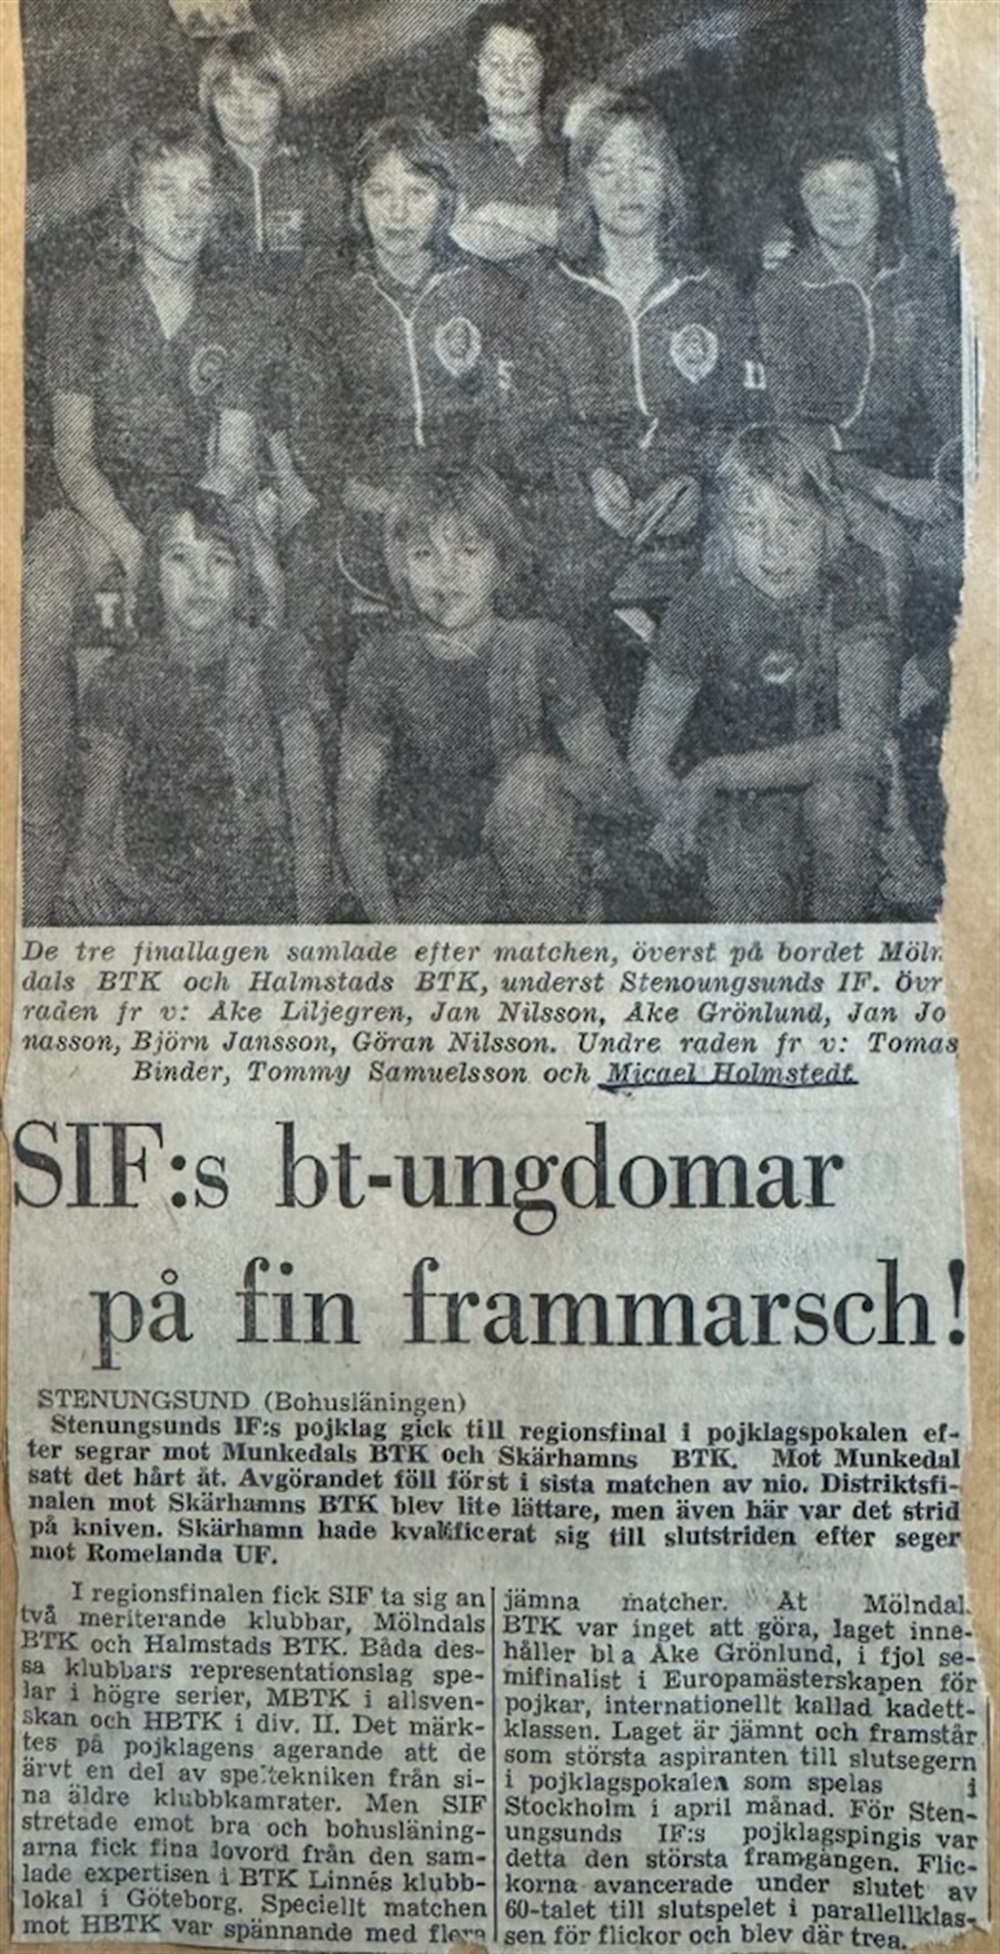 De tre finallagen samlade efter matchen, överst på bordet Möln
dals BTK och Halmstads BTK, underst Stenoungsunds IF. Övr
raden fr v: Åke Liljegren, Jan Nilsson, Åke Grönlund, Jan Jo
nasson, Björn Jansson, Göran Nilsson. Undre raden fr v: Tomas
Binder, Tommy Samuelsson och Micael Holmstedt
SIF:s bt-ungdomar
på fin frammarsch!
STENUNGSUND (Bohusläningen)
Stenungsunds IF:s pojklag gick till regionsfinal i pojklagspokalen ef-
ter segrar mot Munkedals BTK och Skärhamns BTK. Mot Munkedal
satt det hårt åt. Avgörandet föll först i sista matchen av nio. Distriktsfi-
nalen mot Skärhamns BTK blev lite lättare, men även här var det strid
på kniven. Skärhamn hade kvalificerat sig till slutstriden efter seger
mot Romelanda UF.
I regionsfinalen fick SIF ta sig an
två meriterande klubbar, Mölndals
BTK och Halmstads BTK. Båda des-
sa klubbars representationslag spe-
lar i högre serier, MBTK i allsven-
skan och HBTK i div. II. Det märk-
tes på pojklagens agerande att de
ärvt en del av speltekniken från si-
na äldre klubbkamrater. Men SIF
stretade emot bra och bohusläning-
arna fick fina lovord från den sam-
lade expertisen i BTK Linnés klubb-
lokal i Göteborg. Speciellt matchen
mot HBTK var spännande med flera
jämna matcher. Åt Mölndal.
BTK var inget att göra, laget inne-
håller bl a Åke Grönlund, i fjol se-
mifinalist i Europamästerskapen för
pojkar, internationellt kallad kadett-
klassen. Laget är jämnt och framstår
som största aspiranten till slutsegern
i pojklagspokalen som spelas i
Stockholm i april månad. För Sten-
ungsunds IF:s pojklagspingis var
detta den största framgången. Flic-
korna avancerade under slutet av
60-talet till slutspelet i parallellklas-
sen för flickor och blev där trea.